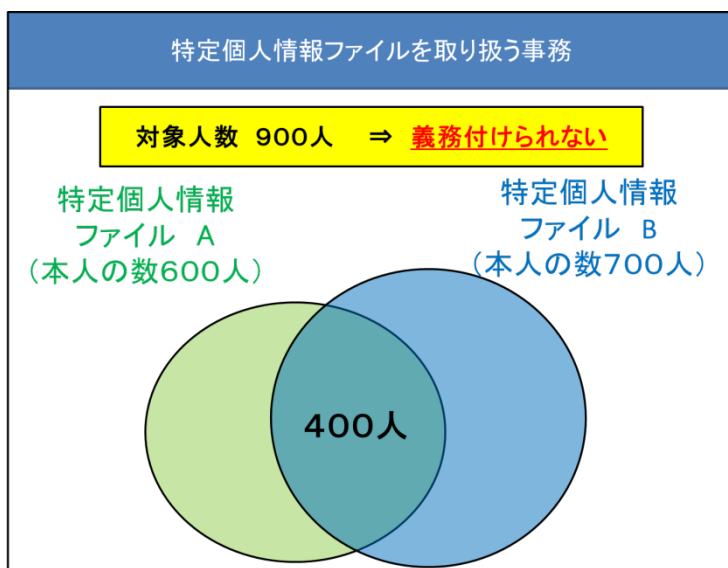 特定個人情報ファイルを取り扱う事務
対象人数 900人 ⇒ 義務付けられない
特定個人情報
ファイル A
(本人の数600人)
特定個人情報
ファイル B
(本人の数700人)
400人